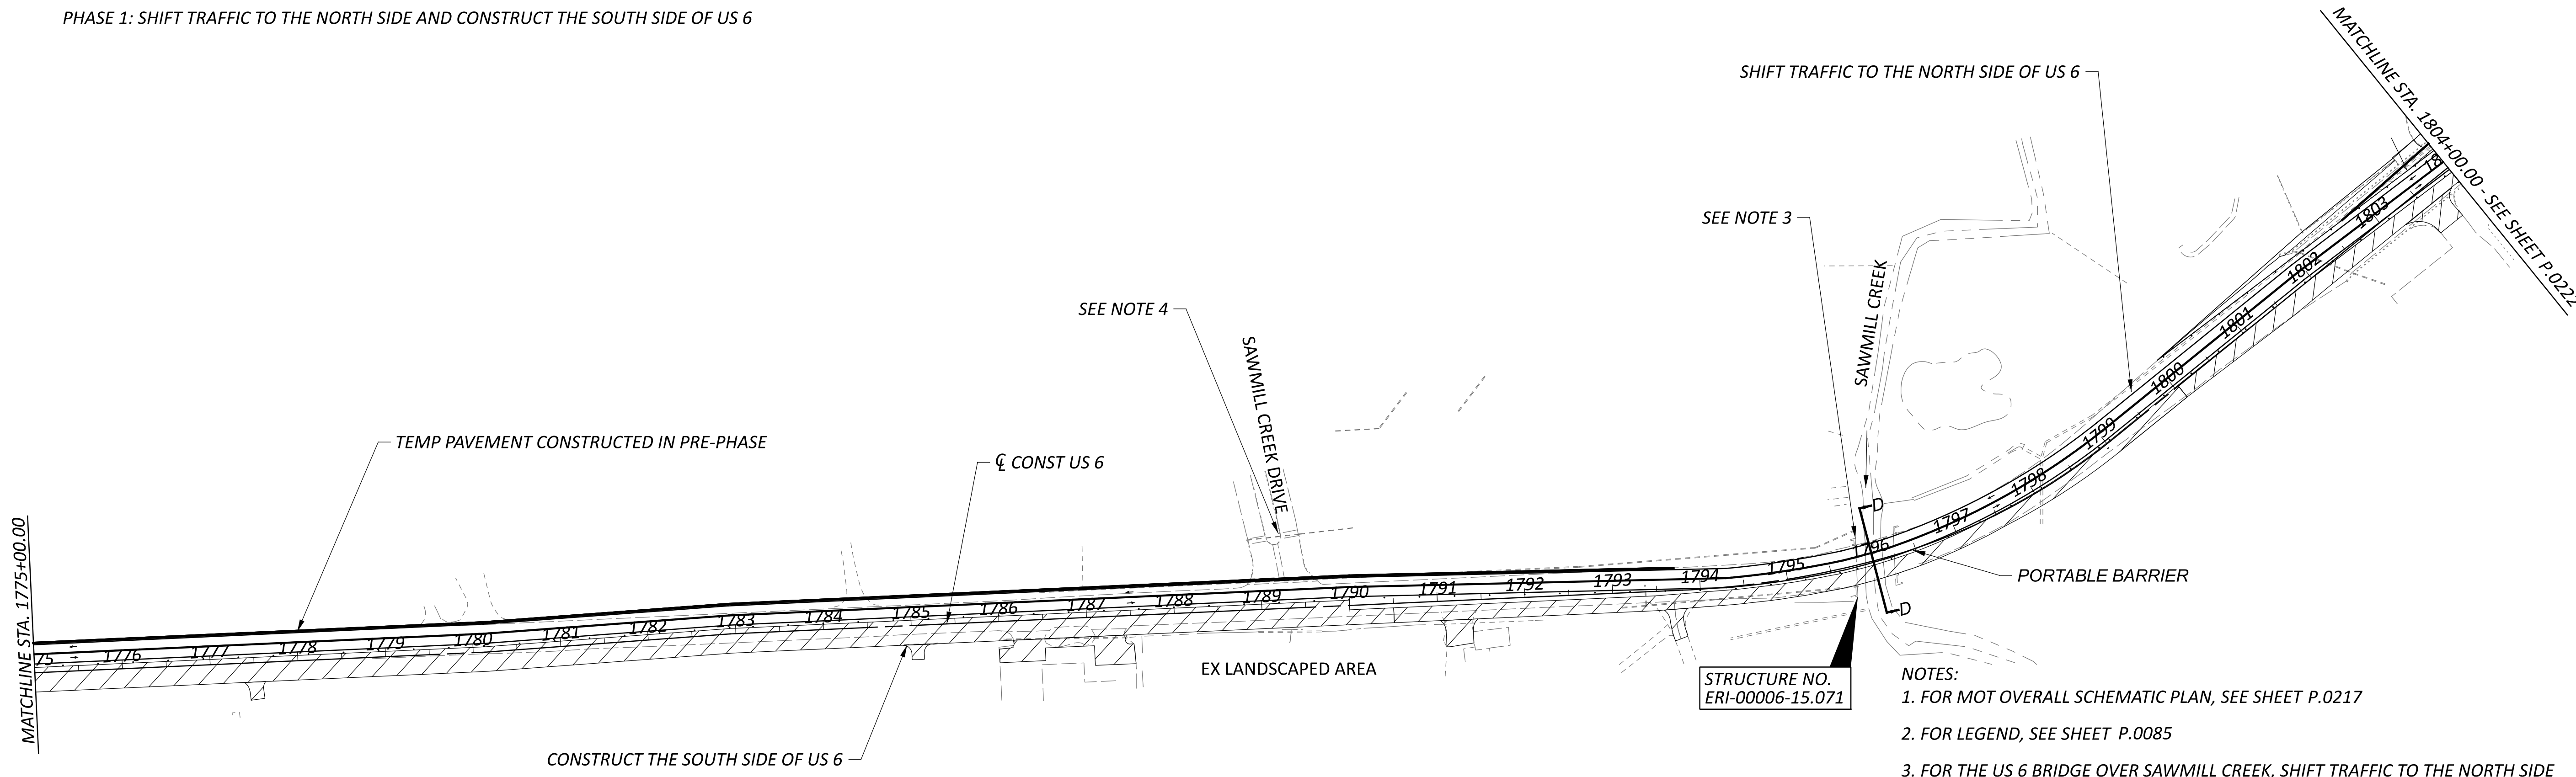 PHASE 1: SHIFT TRAFFIC TO THE NORTH SIDE AND CONSTRUCT THE SOUTH SIDE OF US 6
MATCHLINE STA. 1804+00.00 - SEE SHEET P.0222
SHIFT TRAFFIC TO THE NORTH SIDE OF US 6
SEE NOTE 3
SAWMILL CREEK
SEE NOTE 4
SAWMILL CREEK DRIVE
TEMP PAVEMENT CONSTRUCTED IN PRE-PHASE
℄ CONST US 6
MATCHLINE STA. 1775+00.00
75
1776
1777
1778
1779
1780
1781
1782
1783
1784
1785
1786
1787
1788
1789
1790
1791
1792
1793
1794
1795
1796
1797
1798
1799
1800
1801
1802
1803
18
D
D
PORTABLE BARRIER
EX LANDSCAPED AREA
CONSTRUCT THE SOUTH SIDE OF US 6
STRUCTURE NO.
ERI-00006-15.071
NOTES:
1. FOR MOT OVERALL SCHEMATIC PLAN, SEE SHEET P.0217
2. FOR LEGEND, SEE SHEET P.0085
3. FOR THE US 6 BRIDGE OVER SAWMILL CREEK, SHIFT TRAFFIC TO THE NORTH SIDE